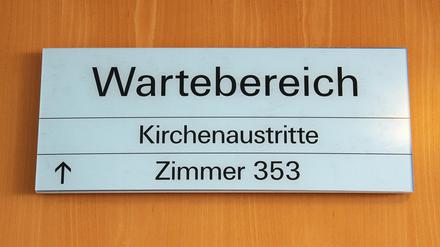 Wartebereich
Kirchenaustritte
↑ Zimmer 353